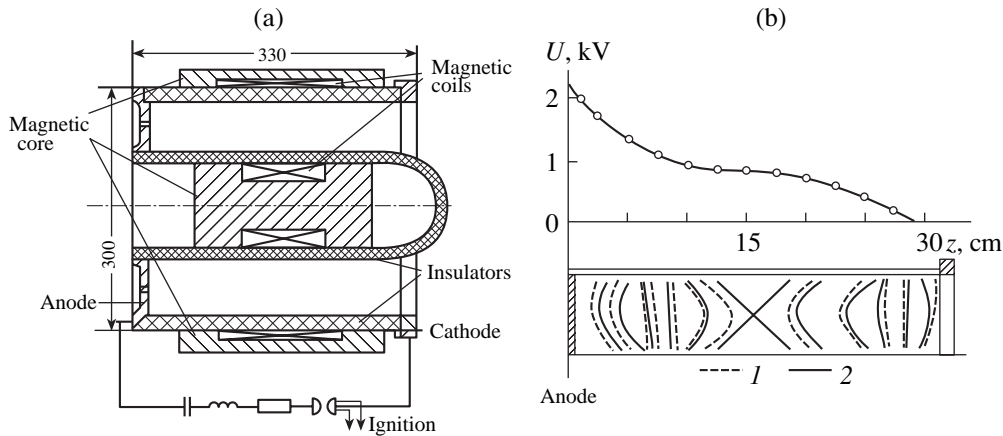 (a)
330
Magnetic
coils
Magnetic
core
300
Insulators
Anode
Cathode
Ignition
(b)
U, kV
2
1
0
15
30 z, cm
1
2
Anode